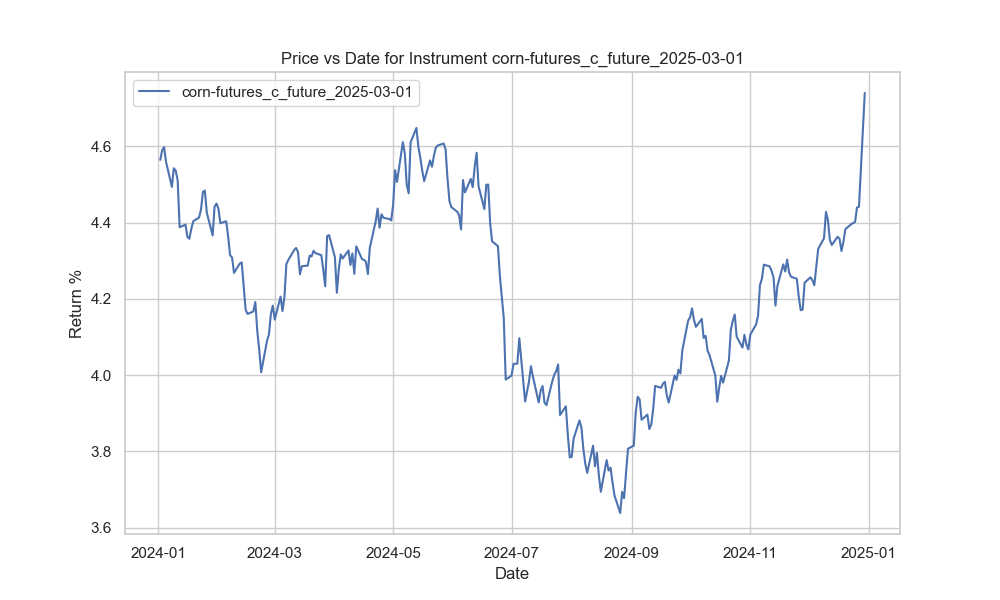 Price vs Date for Instrument corn-futures_c_future_2025-03-01
corn-futures_c_future_2025-03-01
Return %
4.6
4.4
4.2
4.0
3.8
3.6
2024-01 2024-03 2024-05 2024-07 2024-09 2024-11 2025-01
Date